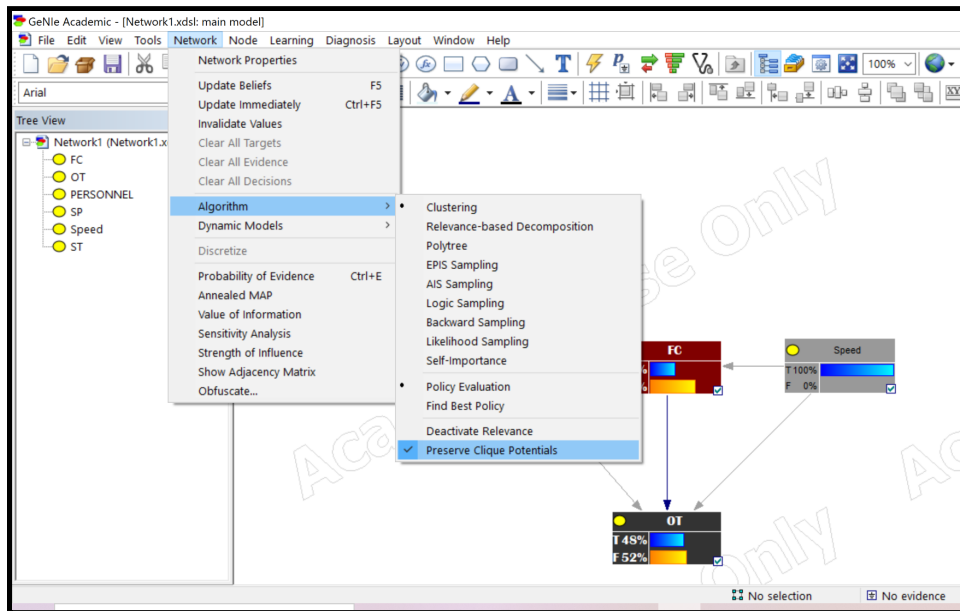 GeNIe Academic - [Network1.xdsl: main model]
File Edit View Tools Network Node Learning Diagnosis Layout Window Help
100%
Arial
Tree View
Network1 (Network1.x
FC
OT
PERSONNEL
SP
Speed
ST
Network Properties
Update Beliefs F5
Update Immediately Ctrl+F5
Invalidate Values
Clear All Targets
Clear All Evidence
Clear All Decisions
Algorithm
Dynamic Models
Discretize
Probability of Evidence Ctrl+E
Annealed MAP
Value of Information
Sensitivity Analysis
Strength of Influence
Show Adjacency Matrix
Obfuscate...
Clustering
Relevance-based Decomposition
Polytree
EPIS Sampling
AIS Sampling
Logic Sampling
Backward Sampling
Likelihood Sampling
Self-Importance
Policy Evaluation
Find Best Policy
Deactivate Relevance
Preserve Clique Potentials
FC
Speed
T 100%
F 0%
OT
T 48%
F 52%
No selection
No evidence